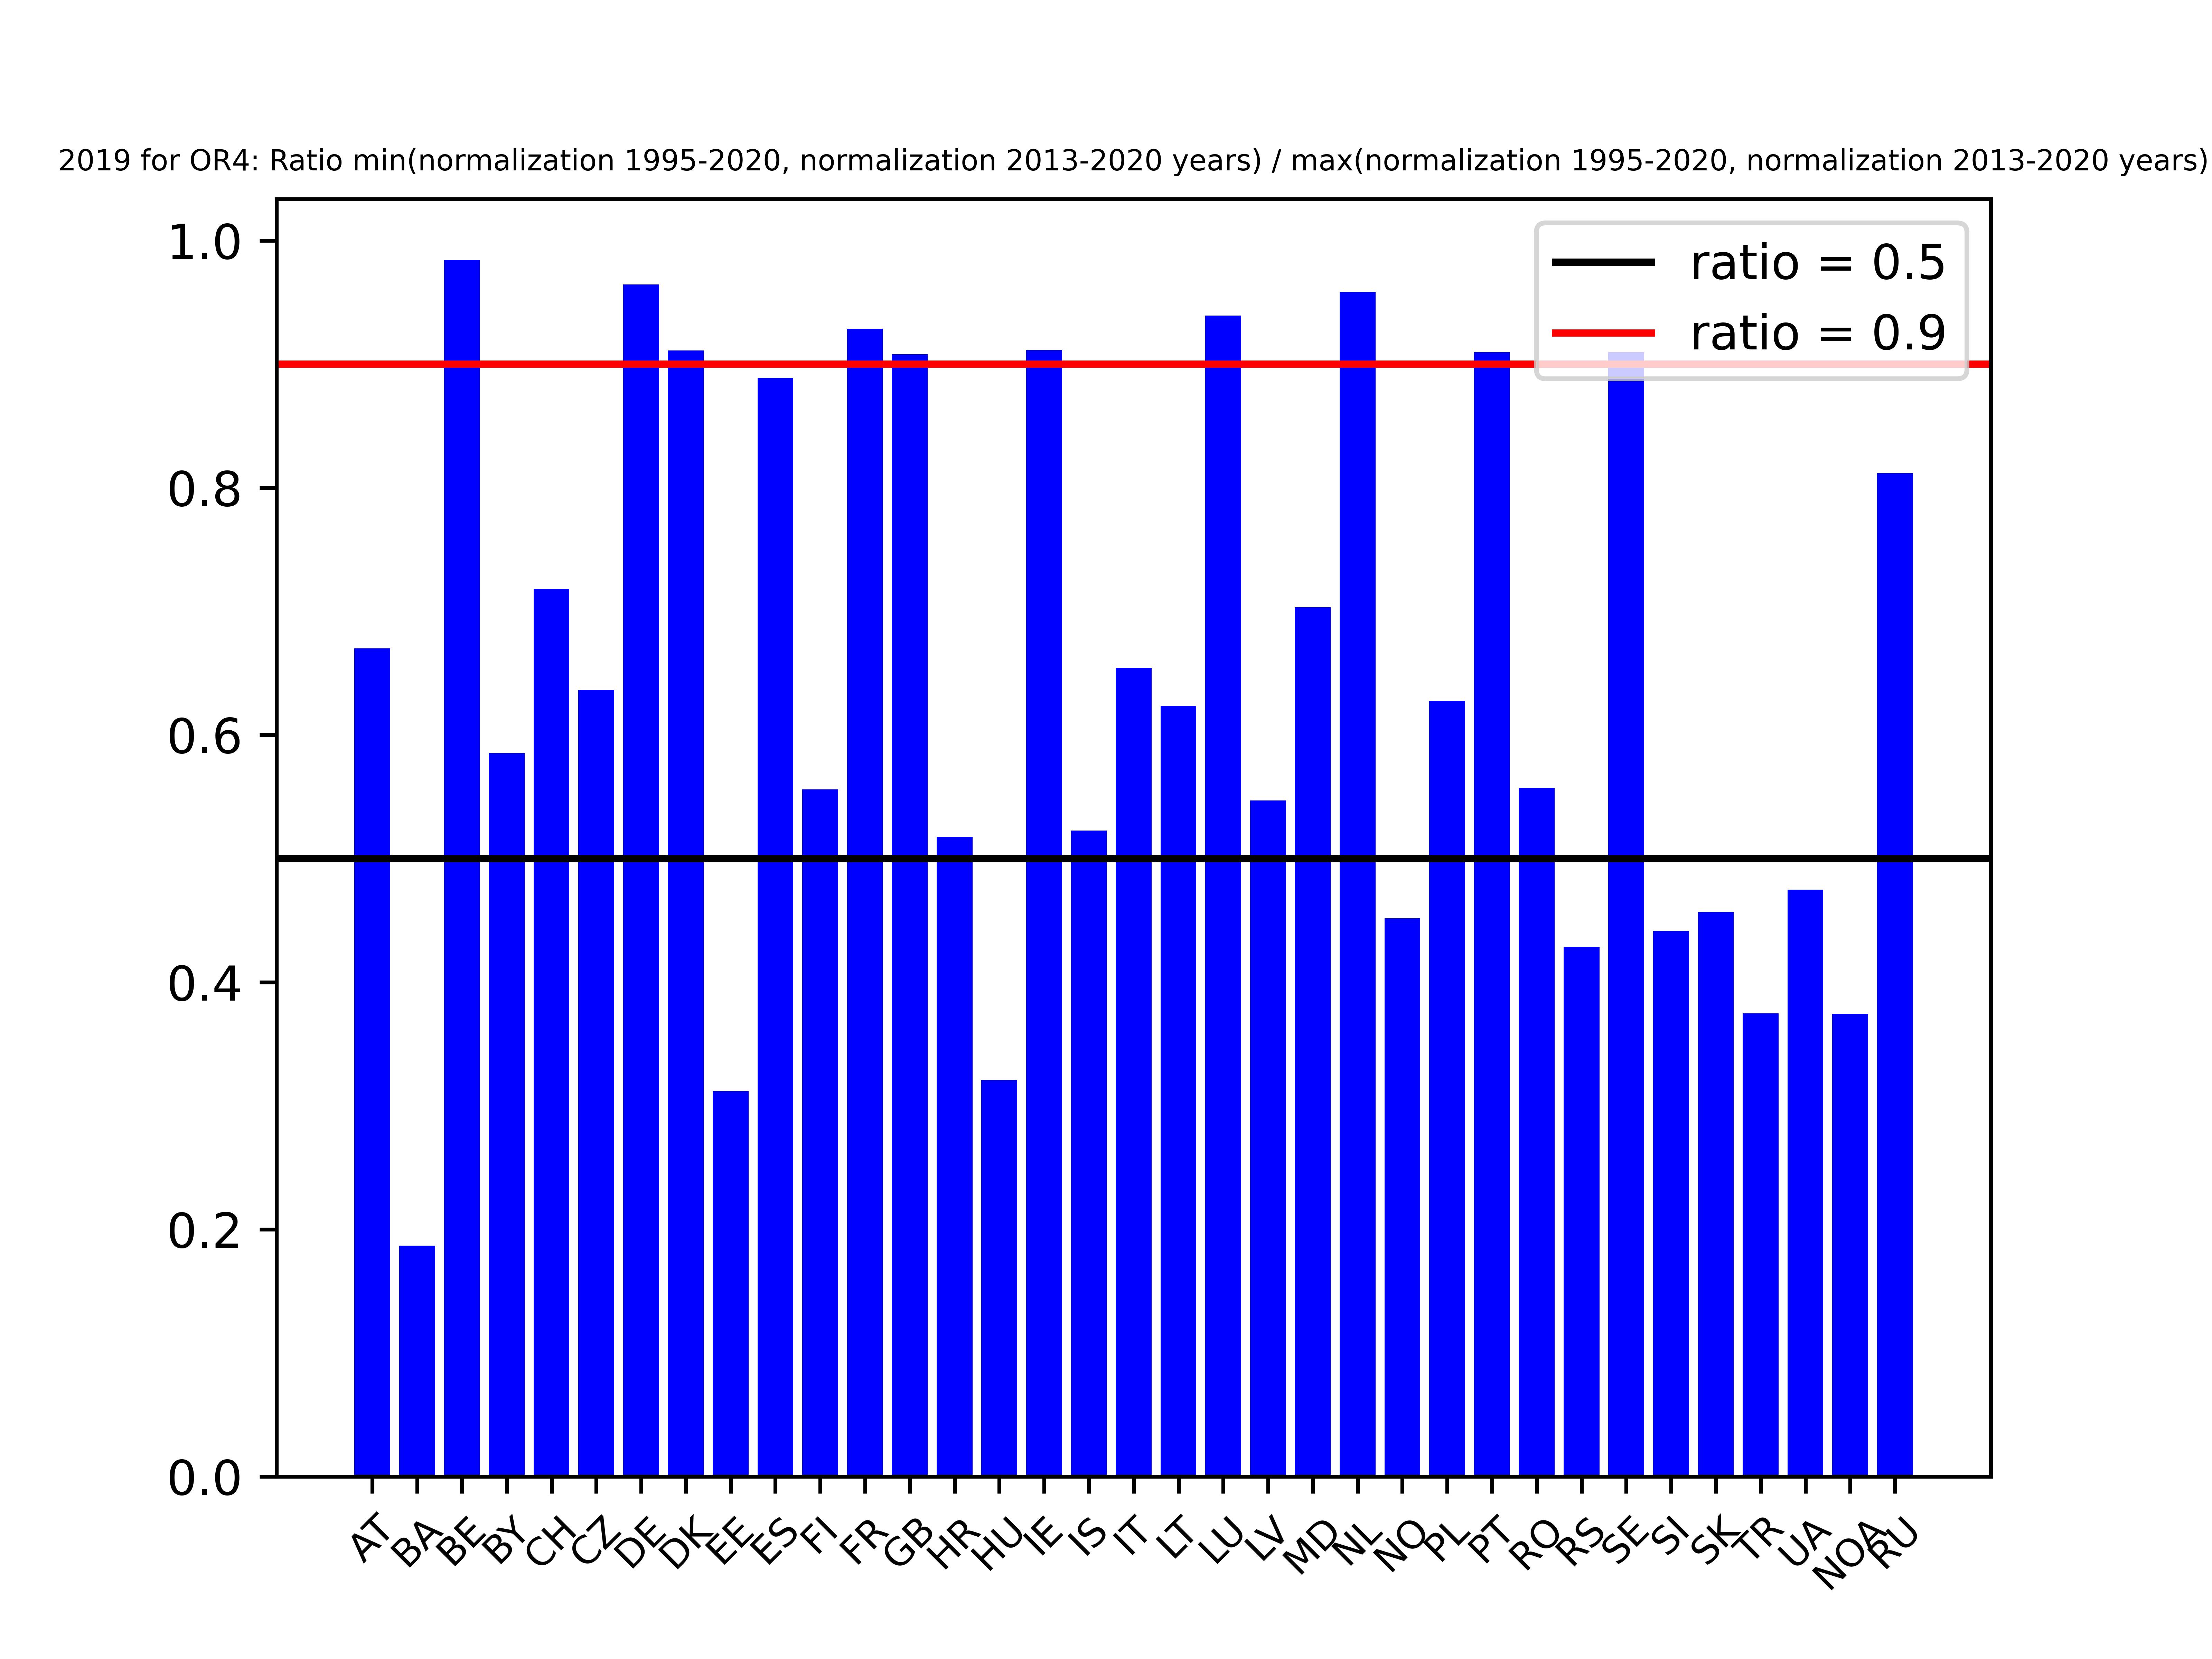 2019 for OR4: Ratio min(normalization 1995-2020, normalization 2013-2020 years) / max(normalization 1995-2020, normalization 2013-2020 years)
ratio = 0.5
ratio = 0.9
1.0
0.8
0.6
0.4
0.2
0.0
AT BA BE BY CH CZ DE DK EE ES FI FR GB HR HU IE IS IT LT LU LV MD NL NO PL PT RO RS SE SI SK TR UA NOA RU